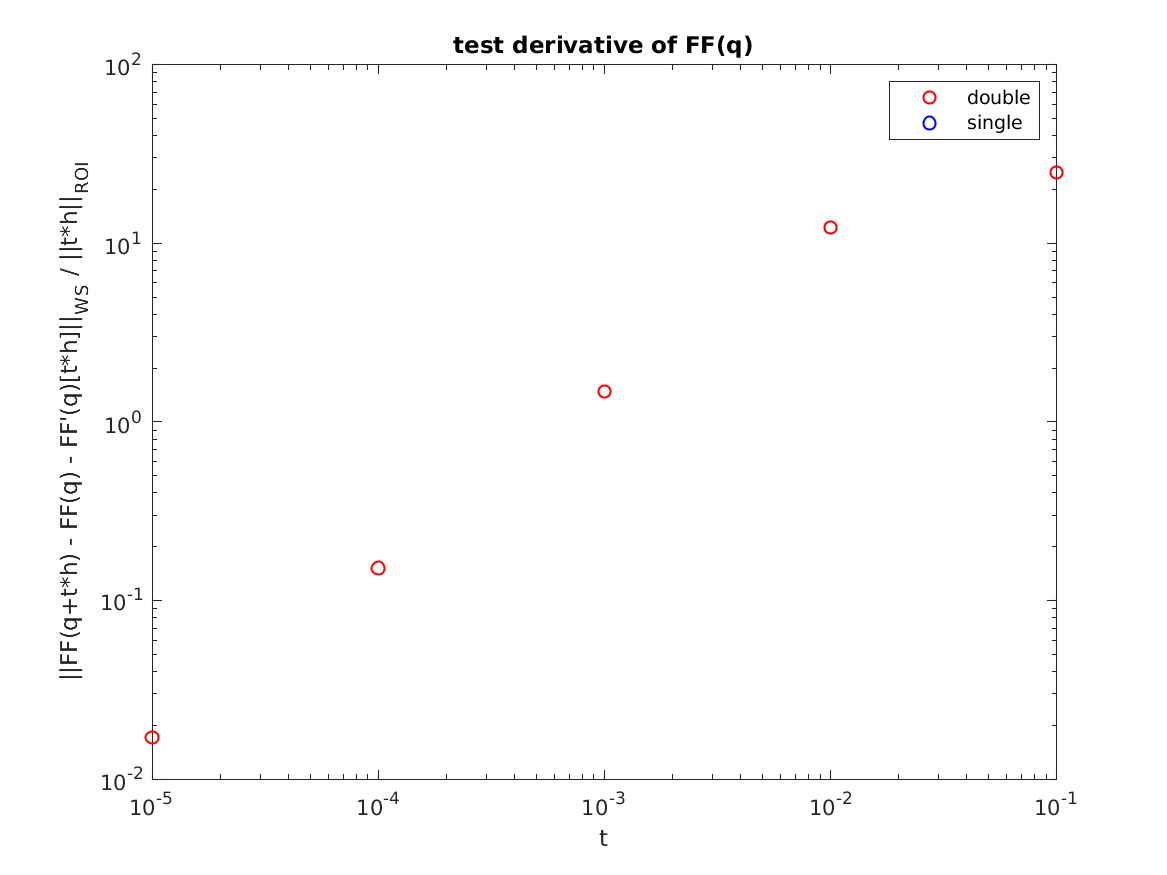 test derivative of FF(q)
||FF(q+t*h) - FF(q) - FF'(q)[t*h]||_WS / ||t*h||_ROI
10^2
10^1
10^0
10^-1
10^-2
double
single
10^-5 10^-4 10^-3 10^-2 10^-1
t